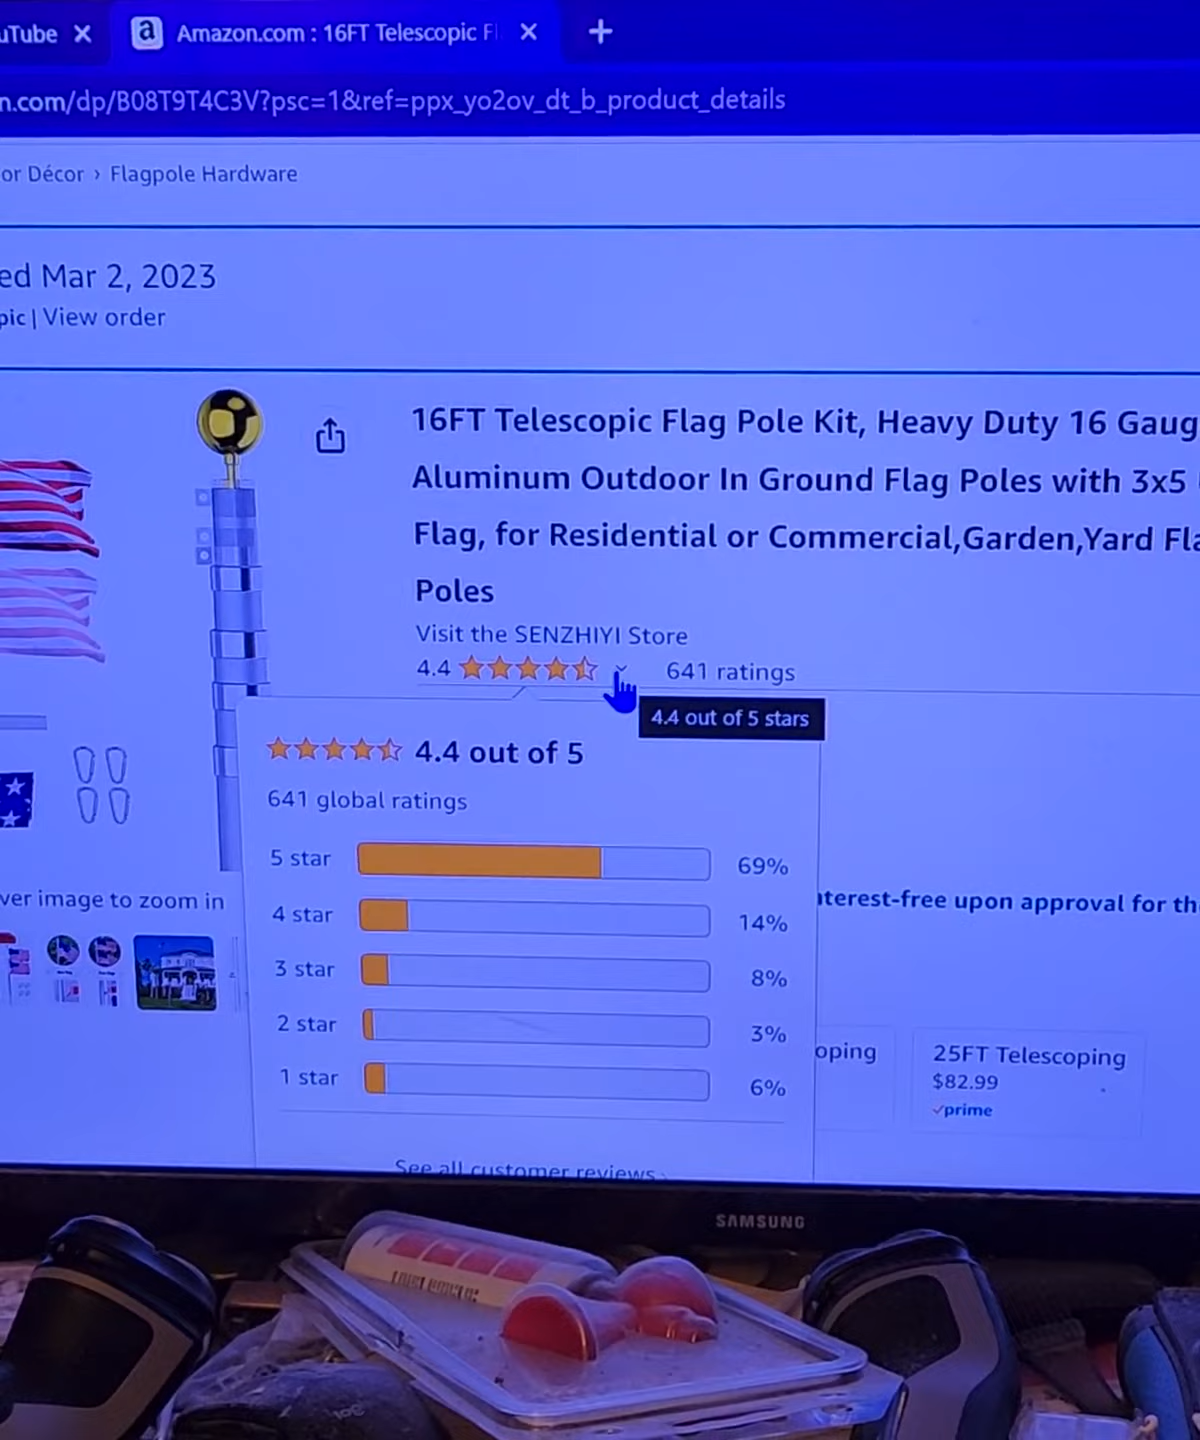 uTube
Amazon.com : 16FT Telescopic Fl
n.com/dp/B08T9T4C3V?psc=1&ref=ppx_yo2ov_dt_b_product_details
or Décor › Flagpole Hardware
ed Mar 2, 2023
pic | View order
16FT Telescopic Flag Pole Kit, Heavy Duty 16 Gaug
Aluminum Outdoor In Ground Flag Poles with 3x5
Flag, for Residential or Commercial,Garden,Yard Fla
Poles
Visit the SENZHIYI Store
4.4
641 ratings
4.4 out of 5 stars
4.4 out of 5
641 global ratings
5 star 69%
4 star 14%
3 star 8%
2 star 3%
1 star 6%
See all customer reviews ›
ver image to zoom in
nterest-free upon approval for th
oping
25FT Telescoping
$82.99
prime
SAMSUNG